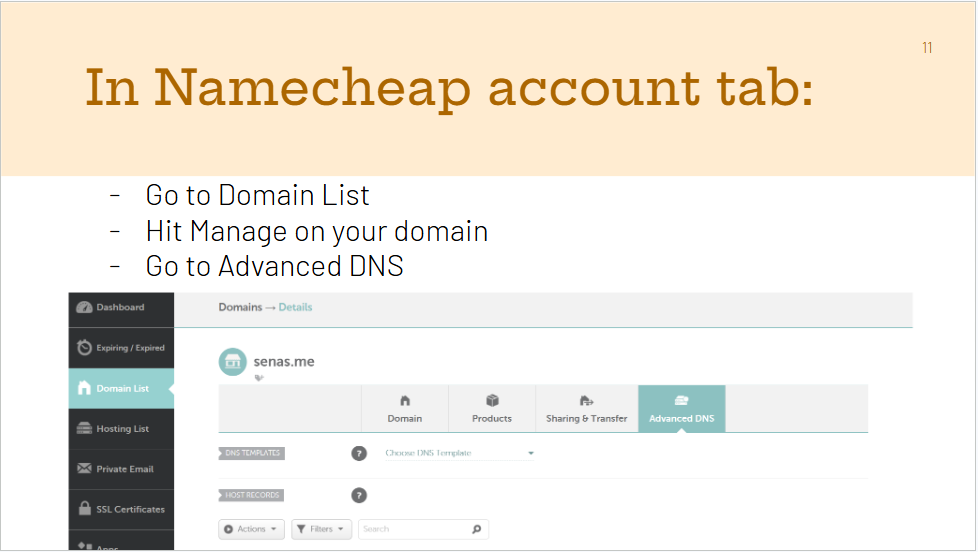 11
In Namecheap account tab:
- Go to Domain List
- Hit Manage on your domain
- Go to Advanced DNS
Dashboard
Domains → Details
Expiring / Expired
senas.me
Domain List
Domain
Products
Sharing & Transfer
Advanced DNS
Hosting List
DNS TEMPLATES
?
Choose DNS Template
Private Email
HOST RECORDS
?
SSL Certificates
Actions
Filters
Search
Apps